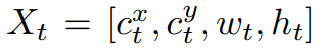 X_t = [c_t^x, c_t^y, w_t, h_t]